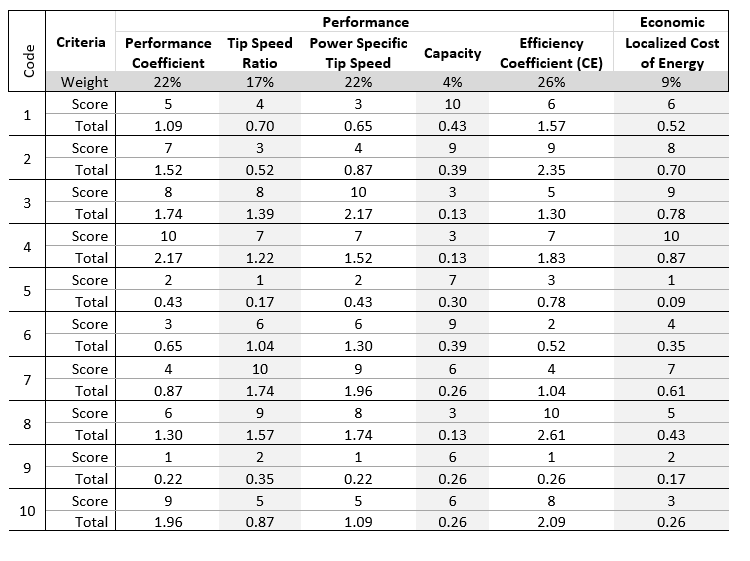 Performance Economic
Code Criteria Performance Coefficient Tip Speed Ratio Power Specific Tip Speed Capacity Efficiency Coefficient (CE) Localized Cost of Energy
Weight 22% 17% 22% 4% 26% 9%
1 Score 5 4 3 10 6 6
Total 1.09 0.70 0.65 0.43 1.57 0.52
2 Score 7 3 4 9 9 8
Total 1.52 0.52 0.87 0.39 2.35 0.70
3 Score 8 8 10 3 5 9
Total 1.74 1.39 2.17 0.13 1.30 0.78
4 Score 10 7 7 3 7 10
Total 2.17 1.22 1.52 0.13 1.83 0.87
5 Score 2 1 2 7 3 1
Total 0.43 0.17 0.43 0.30 0.78 0.09
6 Score 3 6 6 9 2 4
Total 0.65 1.04 1.30 0.39 0.52 0.35
7 Score 4 10 9 6 4 7
Total 0.87 1.74 1.96 0.26 1.04 0.61
8 Score 6 9 8 3 10 5
Total 1.30 1.57 1.74 0.13 2.61 0.43
9 Score 1 2 1 6 1 2
Total 0.22 0.35 0.22 0.26 0.26 0.17
10 Score 9 5 5 6 8 3
Total 1.96 0.87 1.09 0.26 2.09 0.26